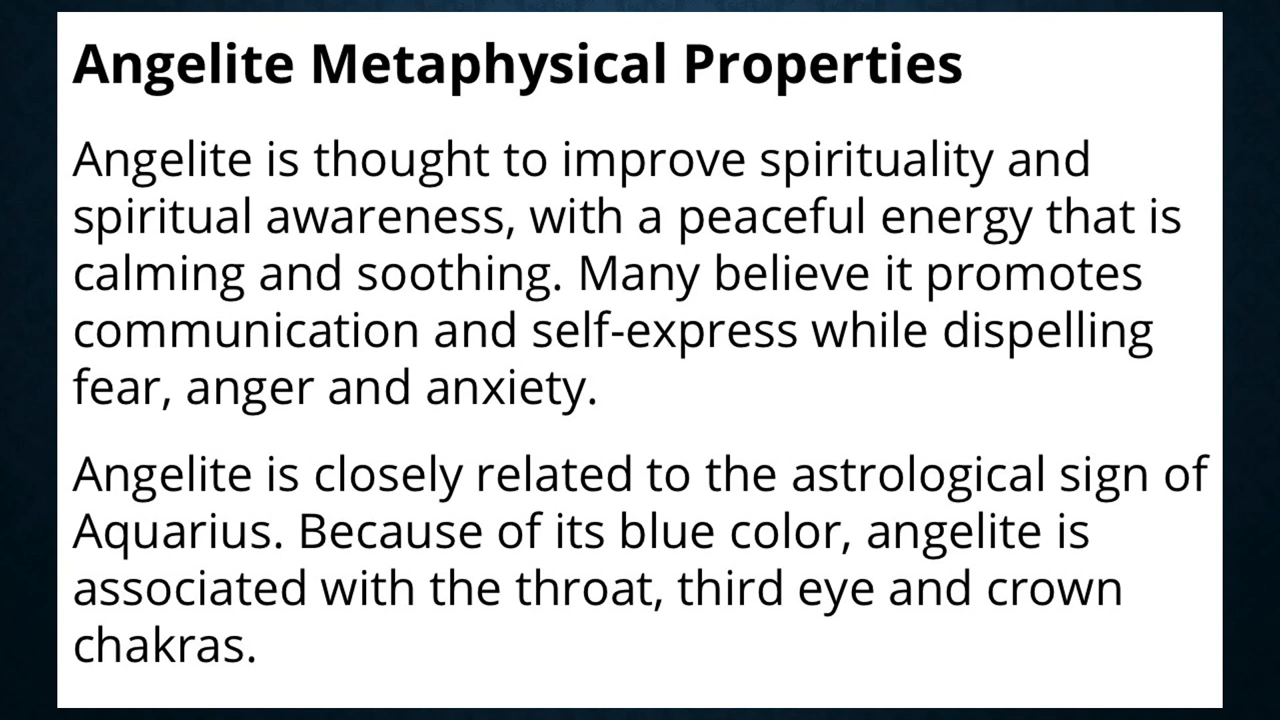 Angelite Metaphysical Properties
Angelite is thought to improve spirituality and
spiritual awareness, with a peaceful energy that is
calming and soothing. Many believe it promotes
communication and self-express while dispelling
fear, anger and anxiety.
Angelite is closely related to the astrological sign of
Aquarius. Because of its blue color, angelite is
associated with the throat, third eye and crown
chakras.